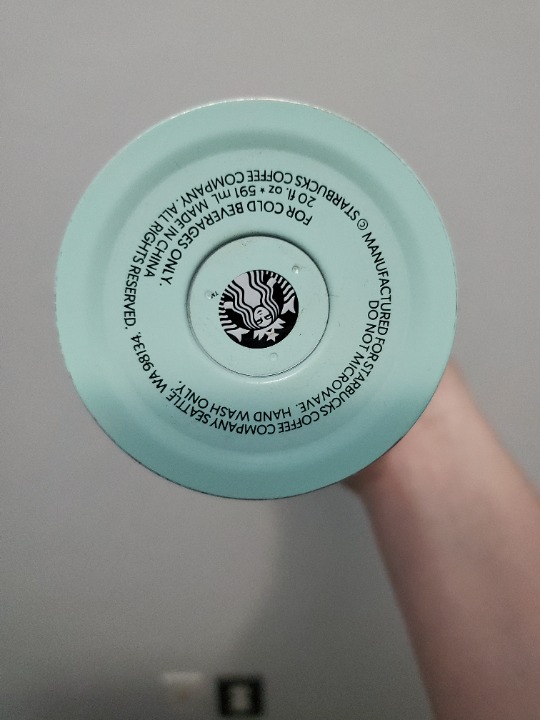 © MANUFACTURED FOR STARBUCKS COFFEE COMPANY SEATTLE, WA 98134.
© STARBUCKS COFFEE COMPANY. ALL RIGHTS RESERVED.
DO NOT MICROWAVE. HAND WASH ONLY.
FOR COLD BEVERAGES ONLY.
20 fl. oz • 591 mL MADE IN CHINA
TM